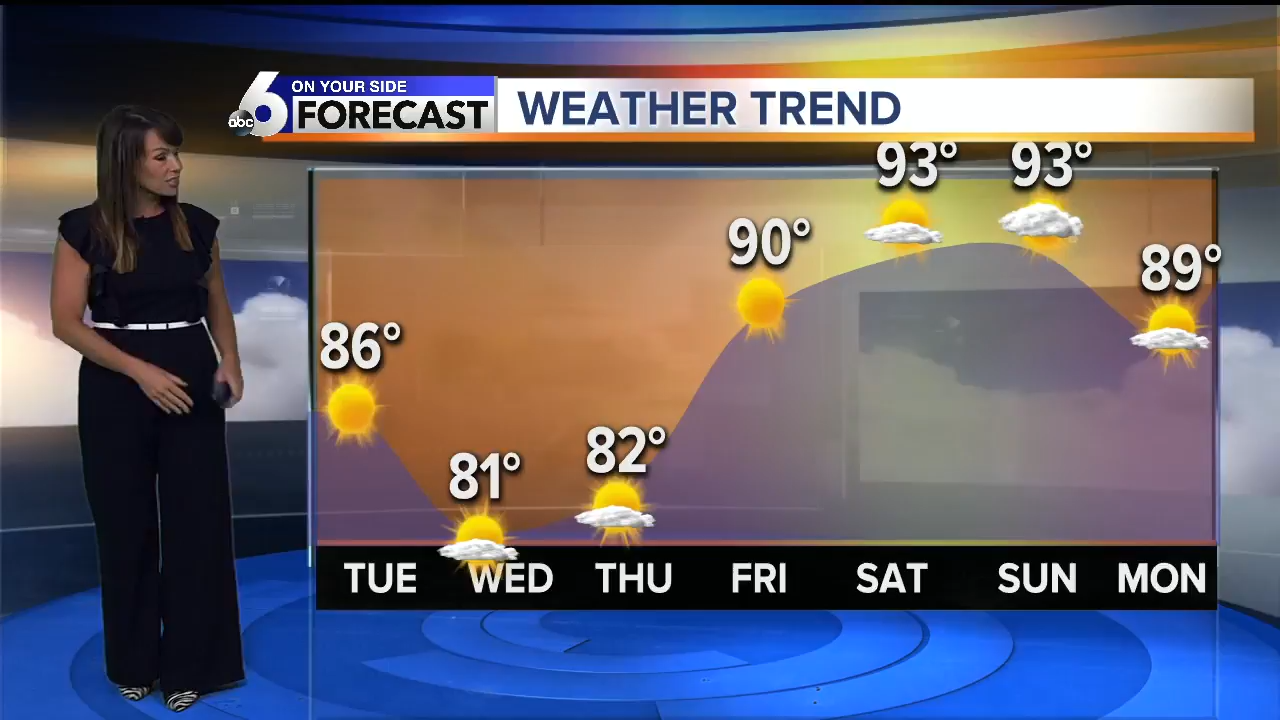 ON YOUR SIDE
abc 6 FORECAST
WEATHER TREND
86° 81° 82° 90° 93° 93° 89°
TUE WED THU FRI SAT SUN MON